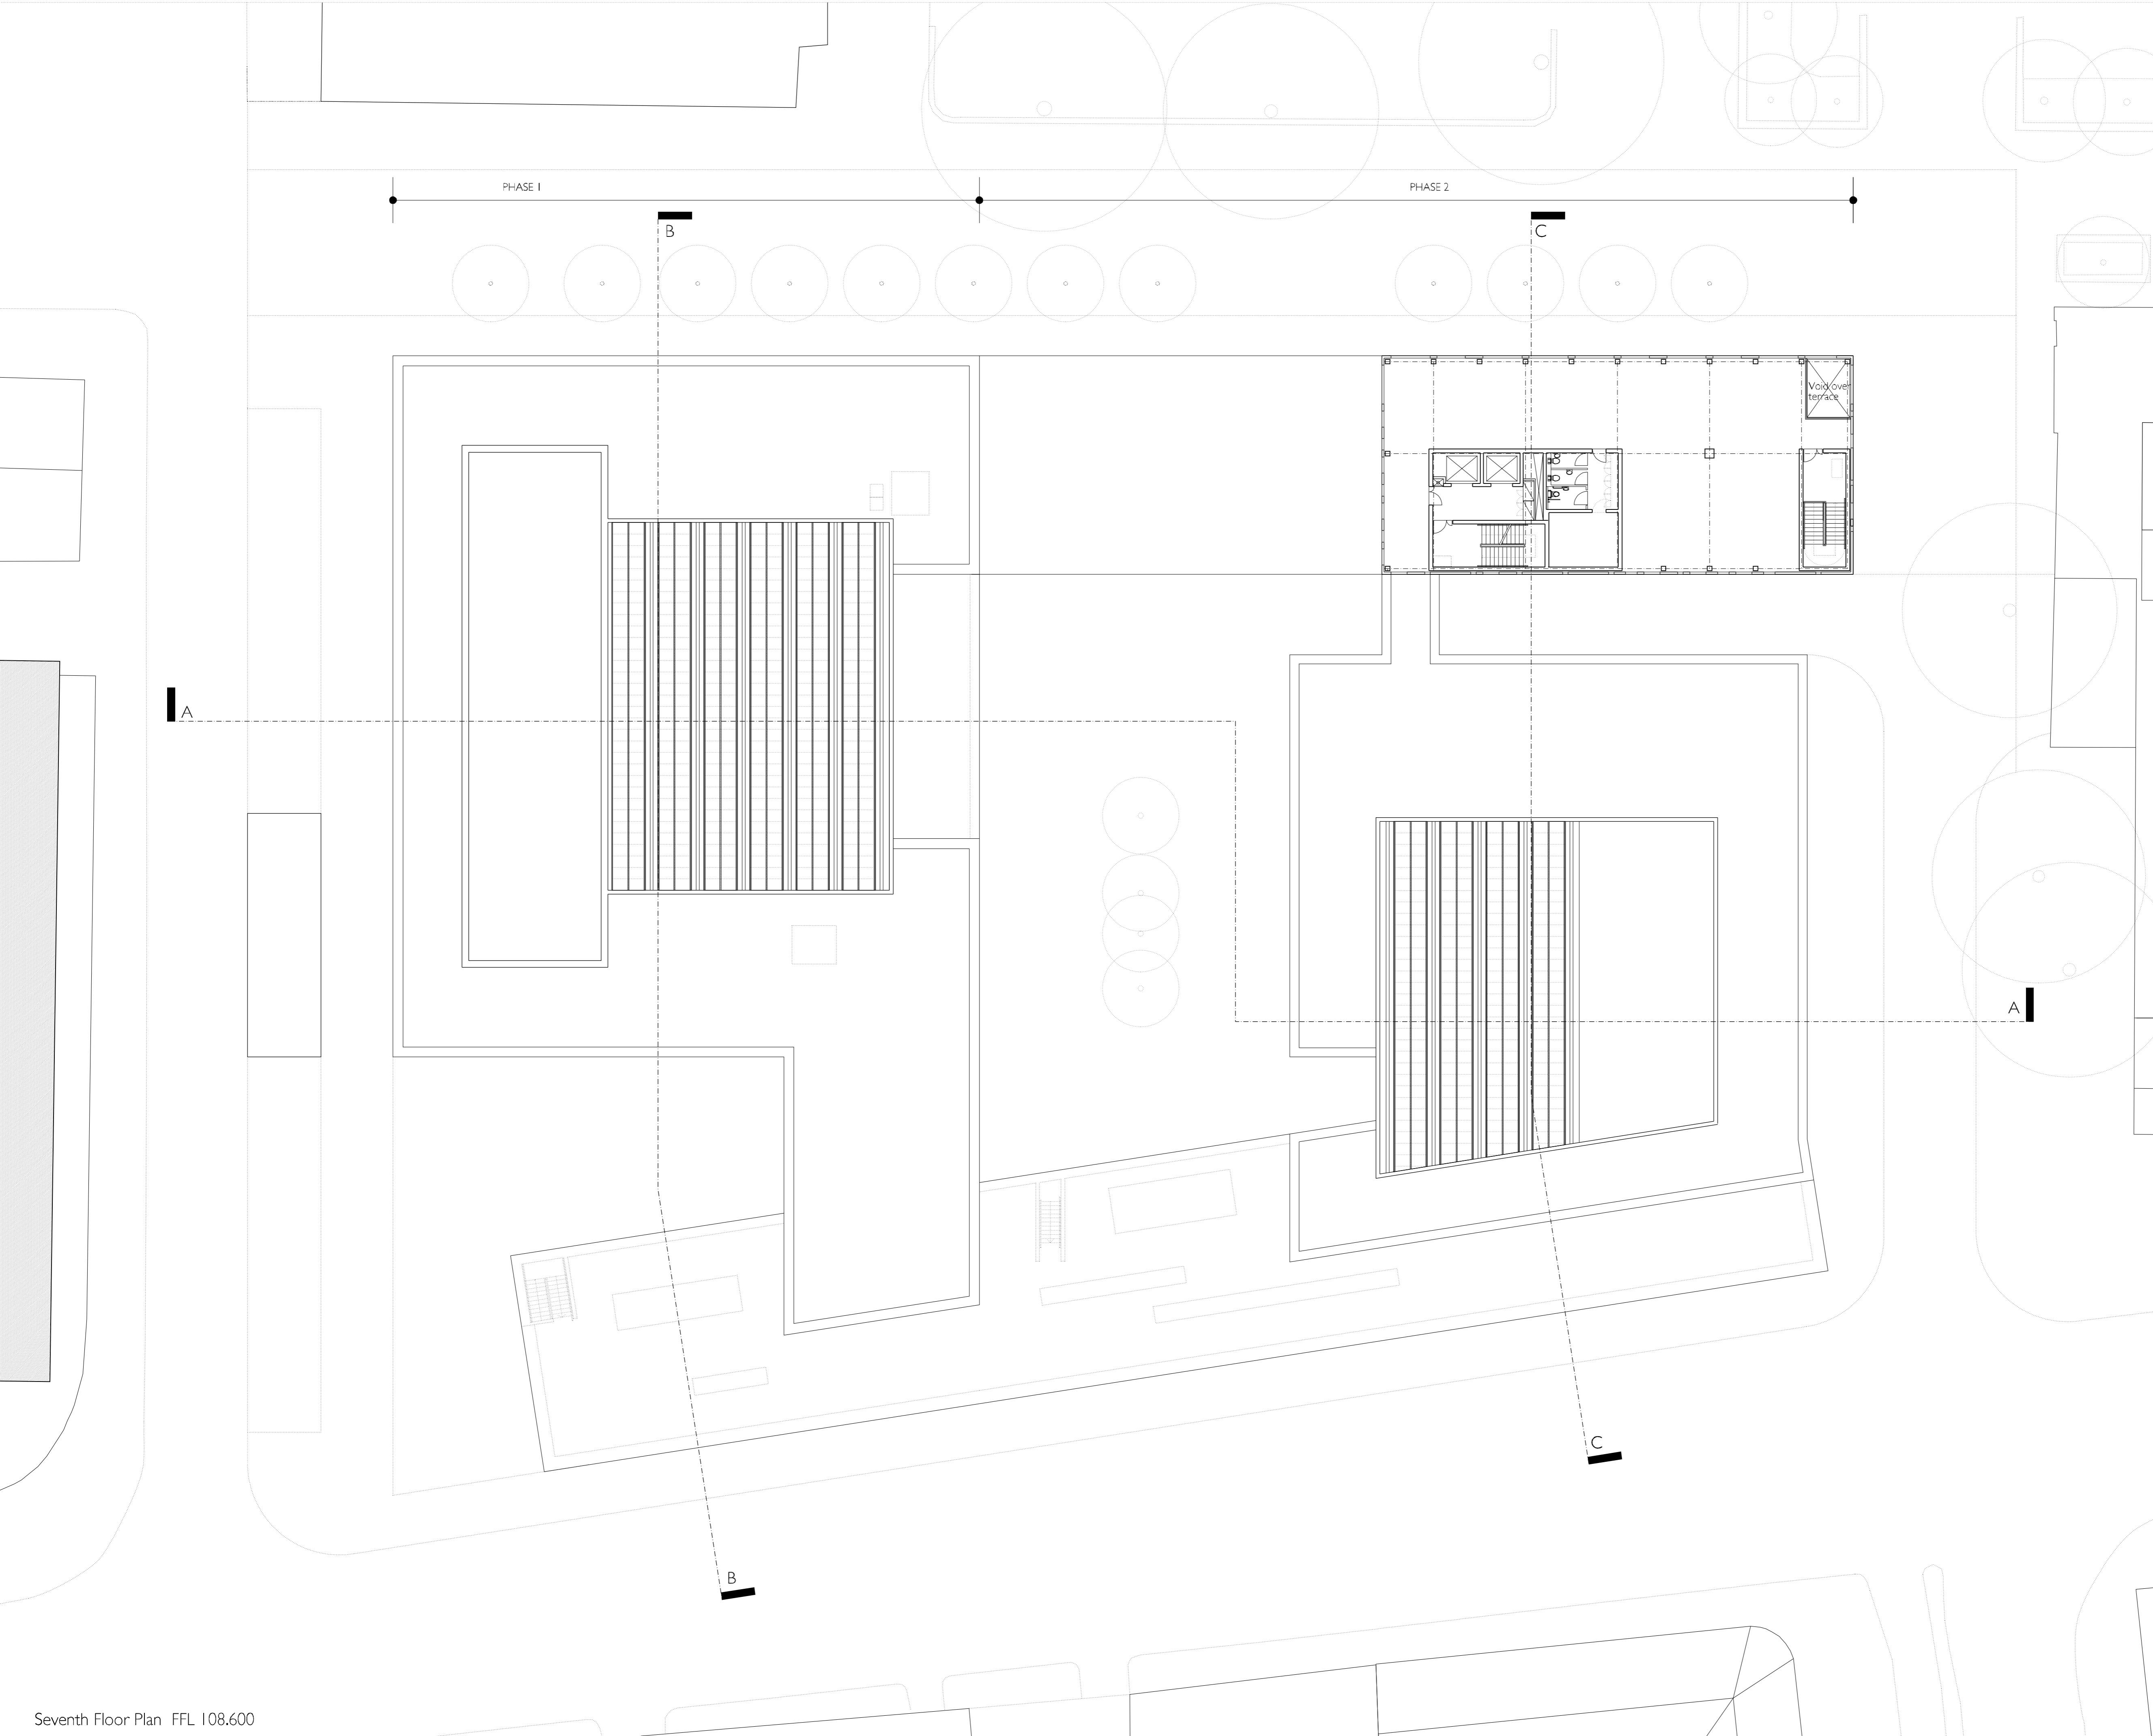 PHASE 1
PHASE 2
B
C
Void over
terrace
A
A
C
B
Seventh Floor Plan FFL 108.600